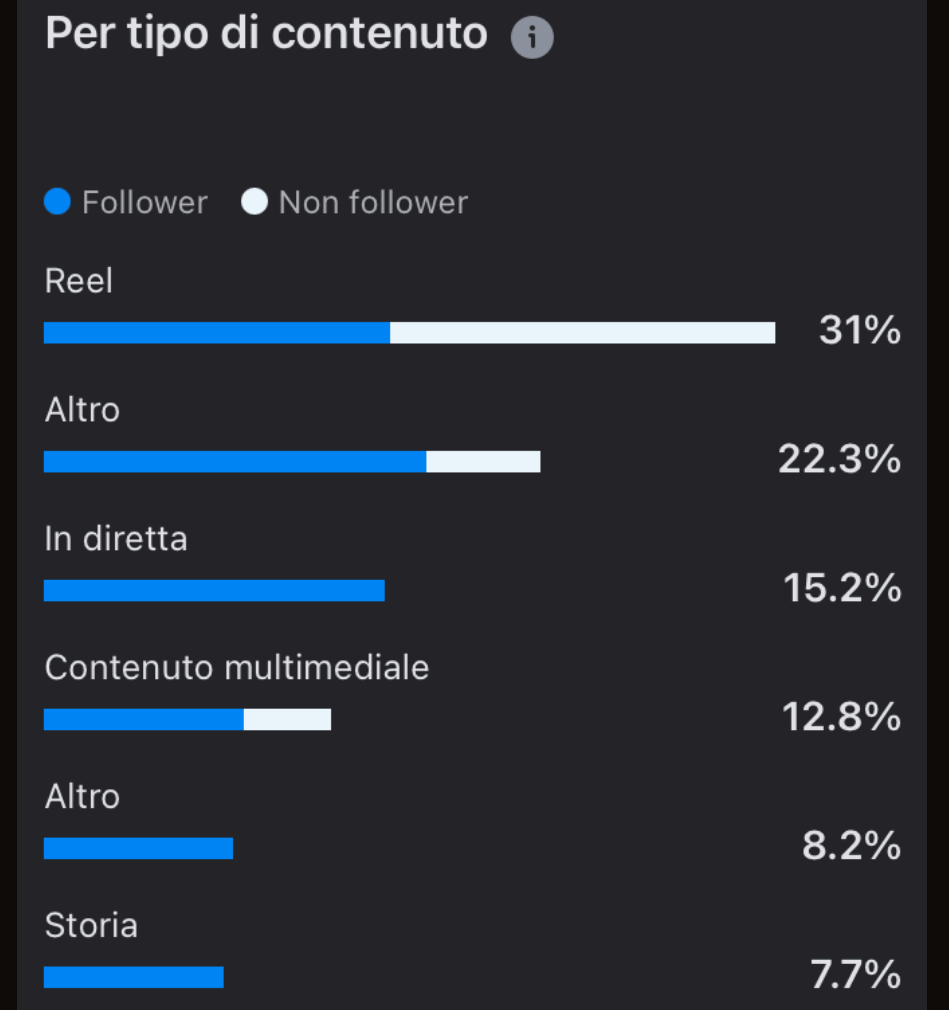 Per tipo di contenuto
Follower Non follower
Reel
31%
Altro
22.3%
In diretta
15.2%
Contenuto multimediale
12.8%
Altro
8.2%
Storia
7.7%